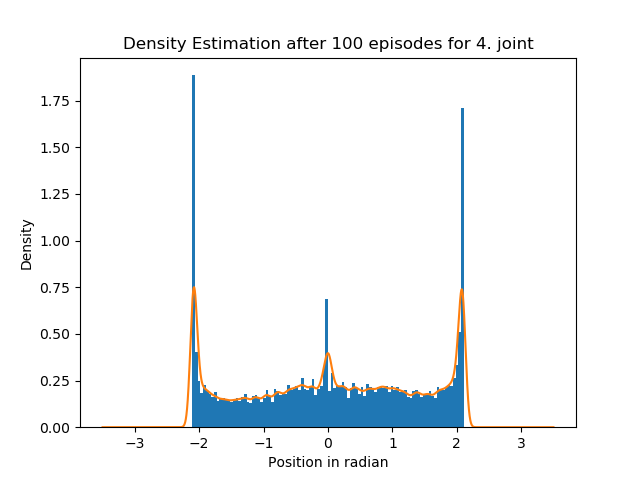 Density Estimation after 100 episodes for 4. joint
1.75
1.50
1.25
1.00
0.75
0.50
0.25
0.00
Density
−3 −2 −1 0 1 2 3
Position in radian